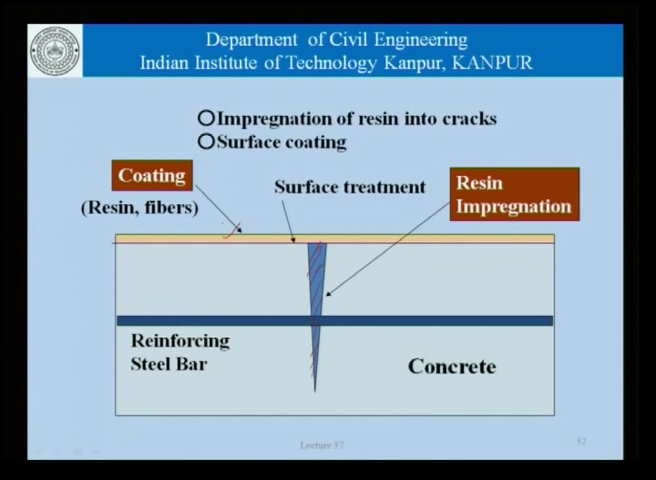 Department of Civil Engineering
Indian Institute of Technology Kanpur, KANPUR
Impregnation of resin into cracks
Surface coating
Coating
(Resin, fibers)
Surface treatment
Resin
Impregnation
Reinforcing
Steel Bar
Concrete
Lecture 37